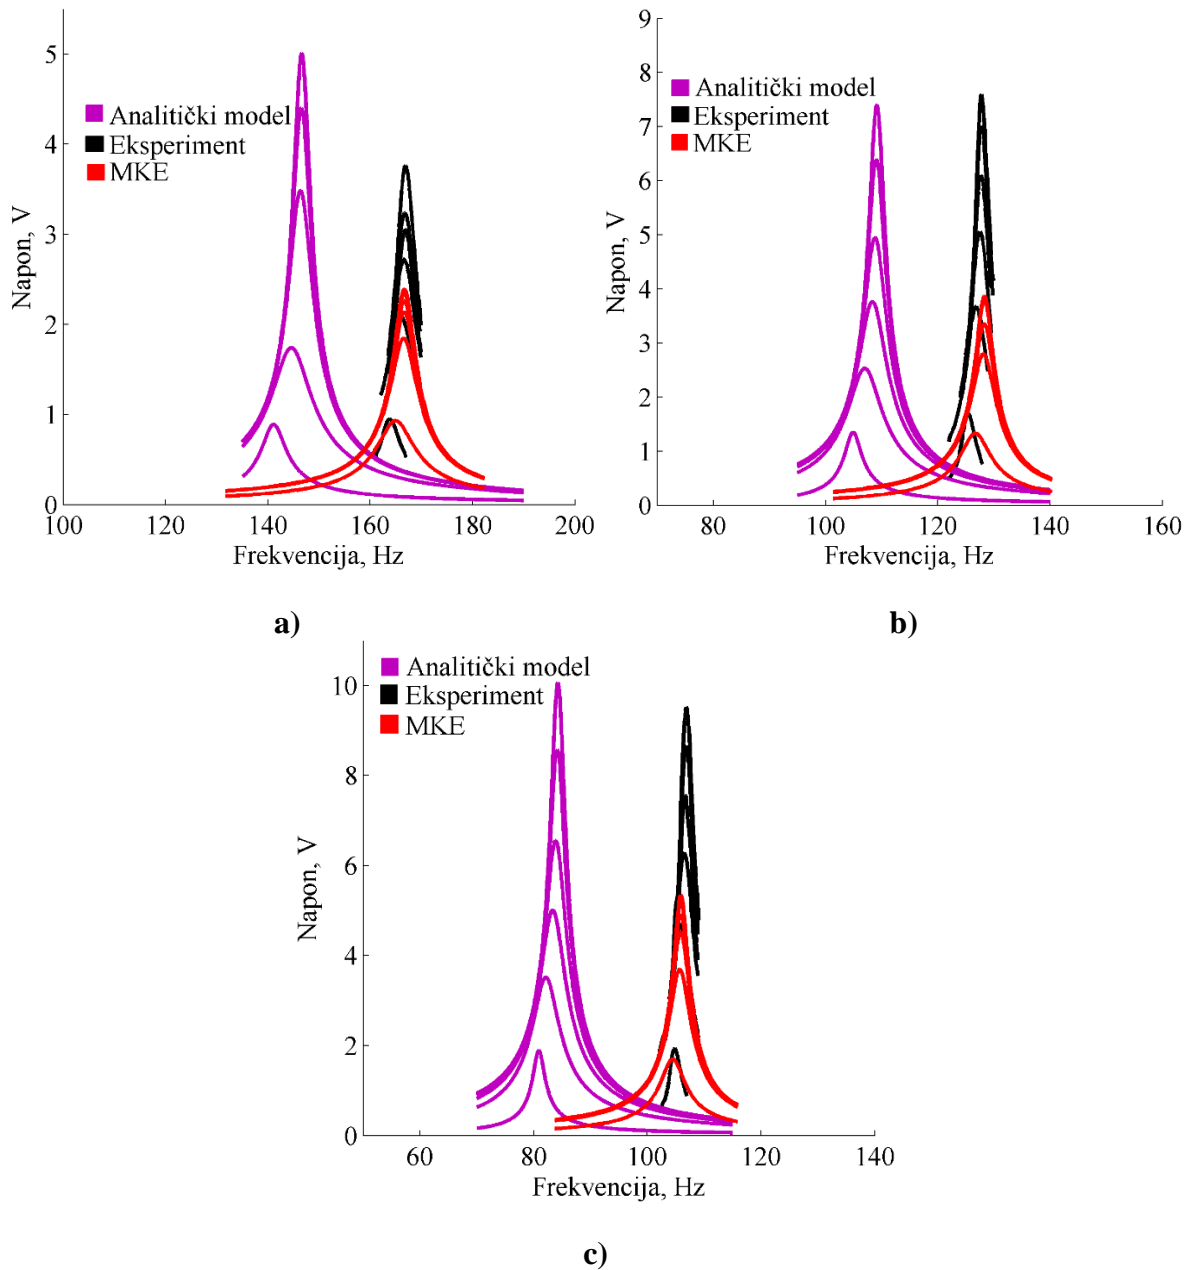 5
4
3
2
1
0
Napon, V
Analitički model
Eksperiment
MKE
100 120 140 160 180 200
Frekvencija, Hz
a)
9
8
7
6
5
4
3
2
1
0
Napon, V
Analitički model
Eksperiment
MKE
80 100 120 140 160
Frekvencija, Hz
b)
10
8
6
4
2
0
Napon, V
Analitički model
Eksperiment
MKE
60 80 100 120 140
Frekvencija, Hz
c)